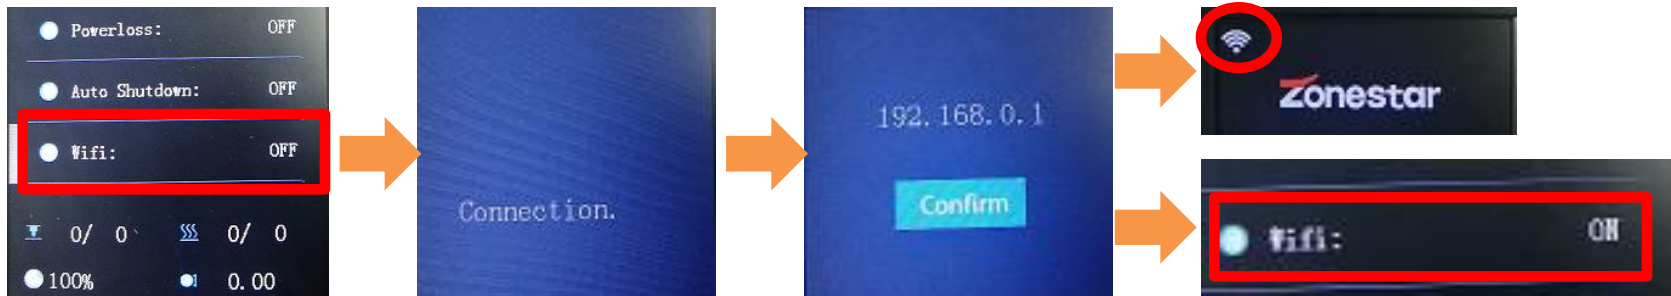 Powerloss: OFF
Auto Shutdown: OFF
Wifi: OFF
0/ 0 0/ 0
100% 0.00
Connection.
192.168.0.1
Confirm
Zonestar
Wifi: ON